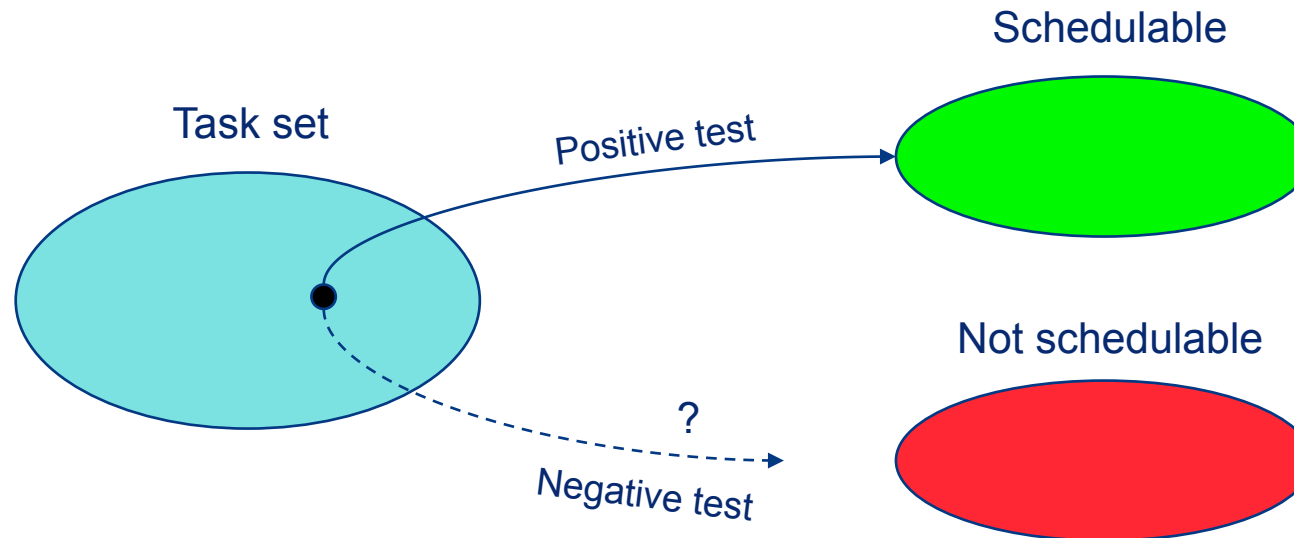 Schedulable
Task set
Positive test
Not schedulable
?
Negative test